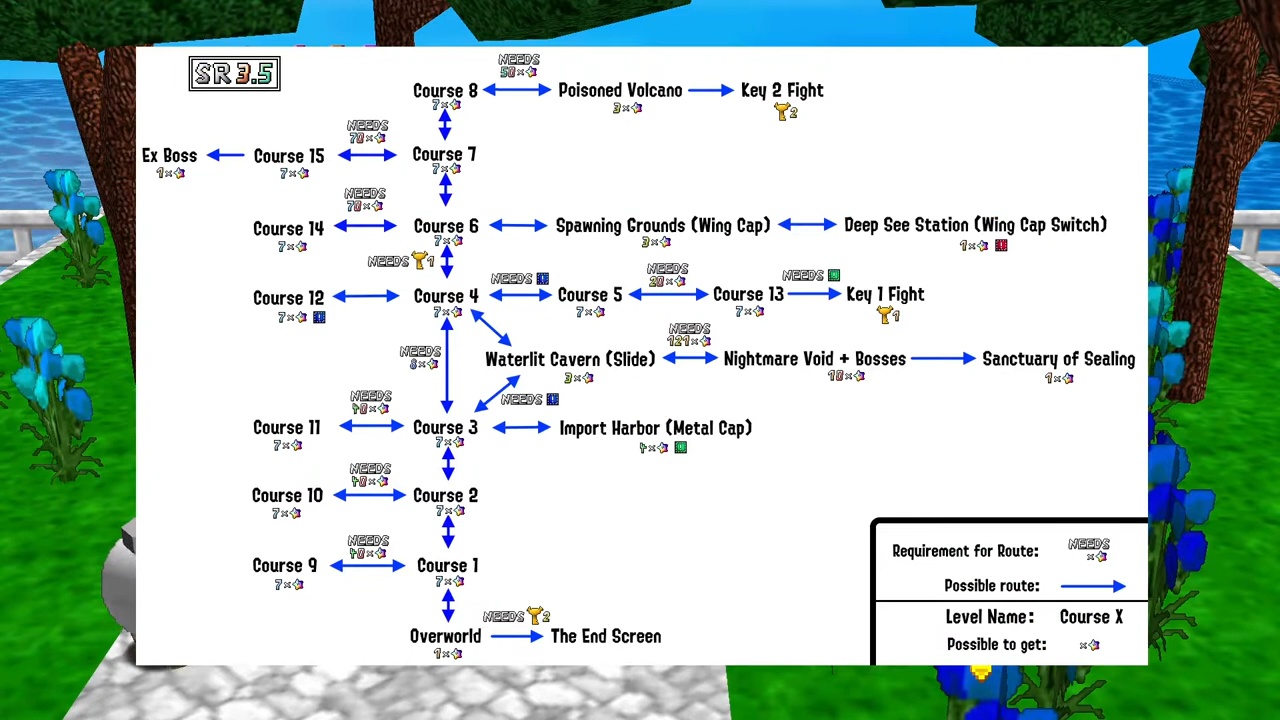 SR 3.5
NEEDS
50×
Course 8
7×
Poisoned Volcano
3×
Key 2 Fight
2
NEEDS
70×
Ex Boss
1×
Course 15
7×
Course 7
7×
NEEDS
70×
Course 14
7×
Course 6
7×
Spawning Grounds (Wing Cap)
3×
Deep See Station (Wing Cap Switch)
1×
NEEDS 1
NEEDS
NEEDS
20×
NEEDS
Course 12
7×
Course 4
7×
Course 5
7×
Course 13
7×
Key 1 Fight
1
NEEDS
8×
NEEDS
121×
Waterlit Cavern (Slide)
3×
Nightmare Void + Bosses
10×
Sanctuary of Sealing
1×
NEEDS
NEEDS
40×
Course 11
7×
Course 3
7×
Import Harbor (Metal Cap)
4×
NEEDS
40×
Course 10
7×
Course 2
7×
NEEDS
40×
Course 9
7×
Course 1
7×
NEEDS 2
Overworld
1×
The End Screen
Requirement for Route:
NEEDS
×
Possible route:
Level Name: Course X
Possible to get: ×